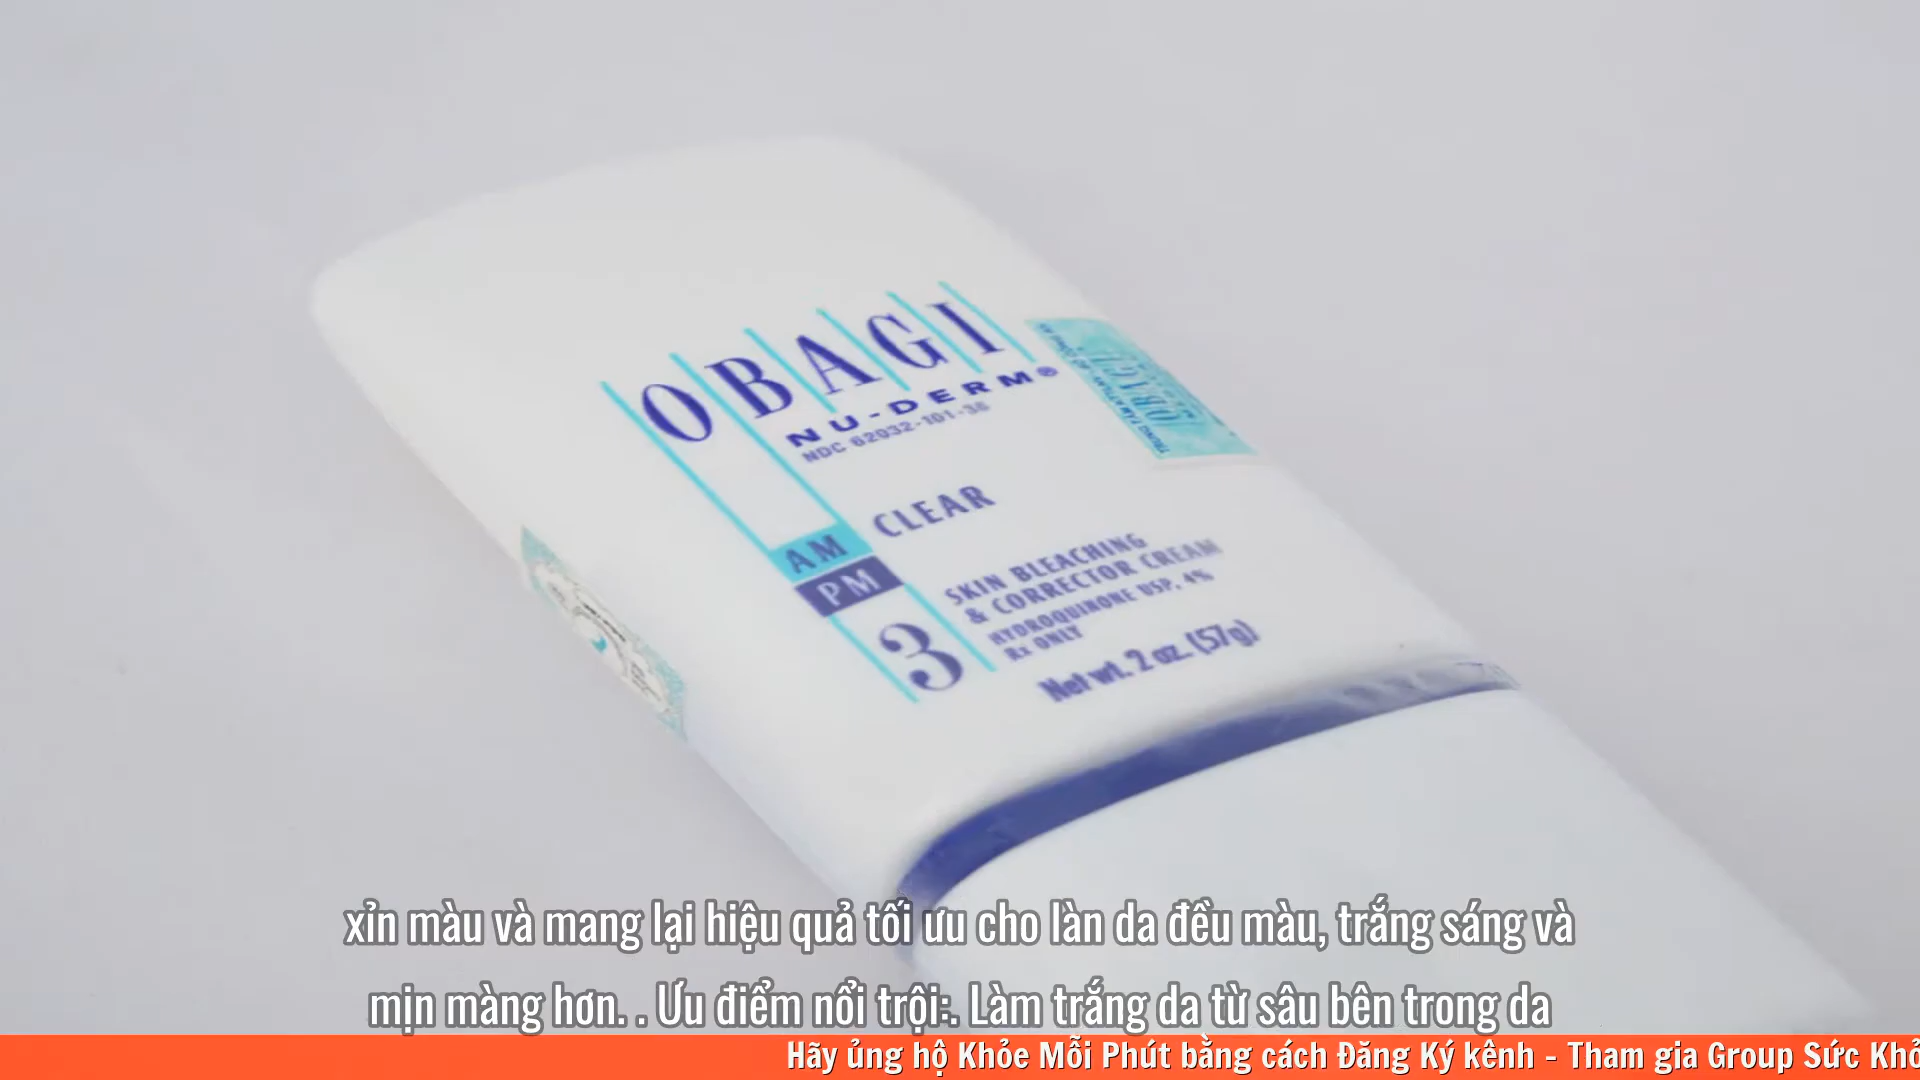 OBAGI
NU-DERM®
NDC 62032-101-36
CLEAR
AM
PM
3
SKIN BLEACHING
& CORRECTOR CREAM
HYDROQUINONE USP, 4%
Rx ONLY
Net wt. 2 oz. (57g)
OBAGI
xỉn màu và mang lại hiệu quả tối ưu cho làn da đều màu, trắng sáng và
mịn màng hơn. . Ưu điểm nổi trội:. Làm trắng da từ sâu bên trong da
Hãy ủng hộ Khỏe Mỗi Phút bằng cách Đăng Ký kênh - Tham gia Group Sức Khỏ